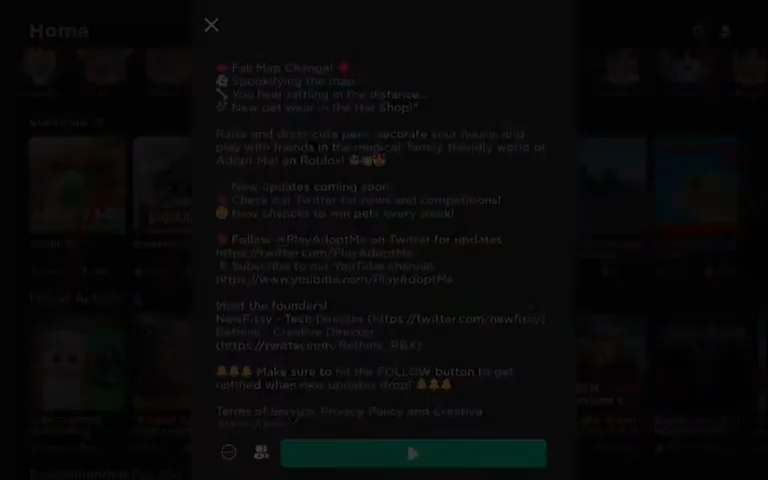 Home
Fall Map Change!
Spookifying the map...
You hear rattling in the distance...
New pet wear in the Hat Shop!*
Raise and dress cute pets, decorate your house, and
play with friends in the magical, family friendly world of
Adopt Me! on Roblox!
New updates coming soon!
Check our Twitter for news and competitions!
New chances to win pets every week!
Follow @PlayAdoptMe on Twitter for updates
https://twitter.com/PlayAdoptMe
Subscribe to our YouTube channel
https://www.youtube.com/PlayAdoptMe
Meet the founders!
NewFissy - Tech Director (https://twitter.com/newfissy)
Bethink - Creative Director
(https://twitter.com/Bethink_RBX)
Make sure to hit the FOLLOW button to get
notified when new updates drop!
Terms of Service, Privacy Policy and Creative